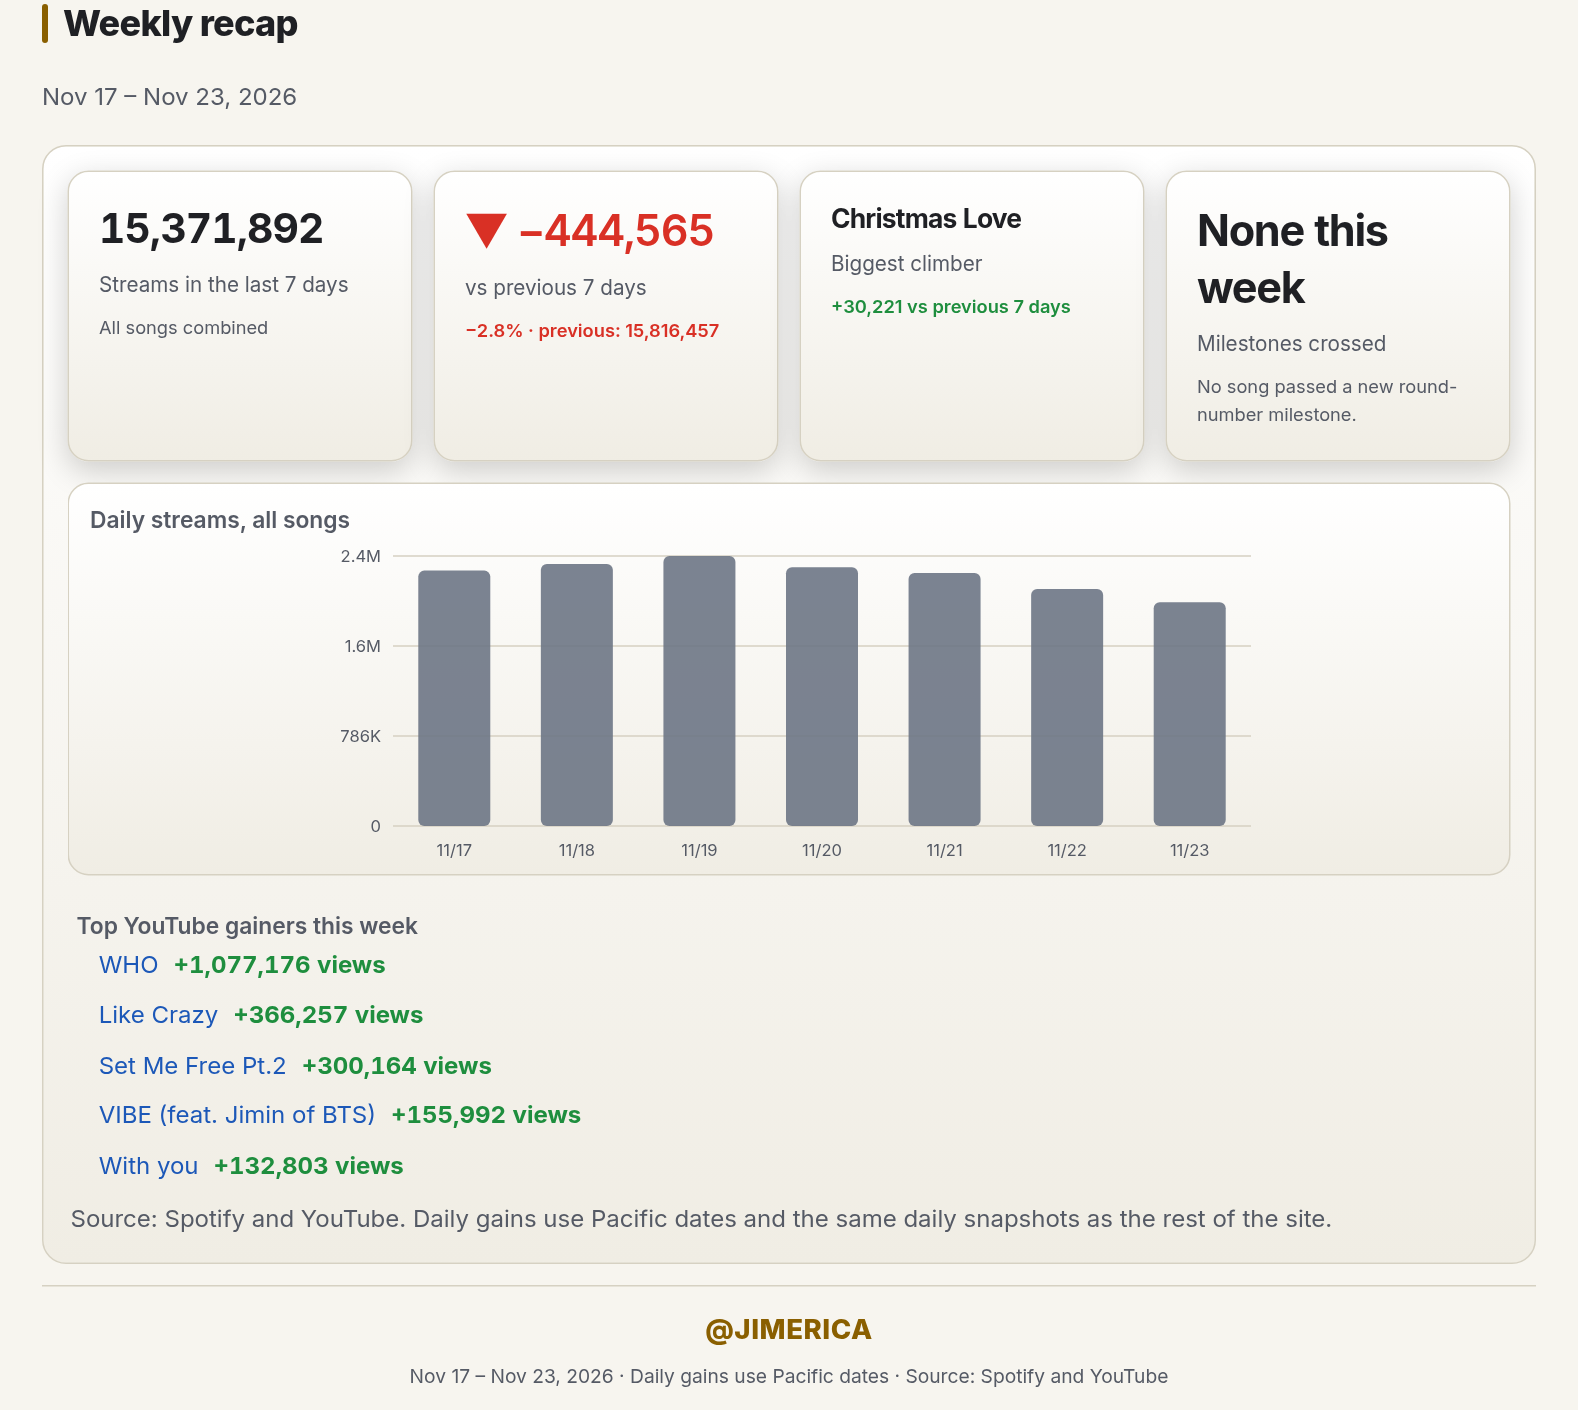 Weekly recap
Nov 17 – Nov 23, 2026
15,371,892
Streams in the last 7 days
All songs combined
▼ −444,565
vs previous 7 days
−2.8% · previous: 15,816,457
Christmas Love
Biggest climber
+30,221 vs previous 7 days
None this
week
Milestones crossed
No song passed a new round-
number milestone.
Daily streams, all songs
2.4M
1.6M
786K
0
11/17 11/18 11/19 11/20 11/21 11/22 11/23
Top YouTube gainers this week
WHO +1,077,176 views
Like Crazy +366,257 views
Set Me Free Pt.2 +300,164 views
VIBE (feat. Jimin of BTS) +155,992 views
With you +132,803 views
Source: Spotify and YouTube. Daily gains use Pacific dates and the same daily snapshots as the rest of the site.
@JIMERICA
Nov 17 – Nov 23, 2026 · Daily gains use Pacific dates · Source: Spotify and YouTube